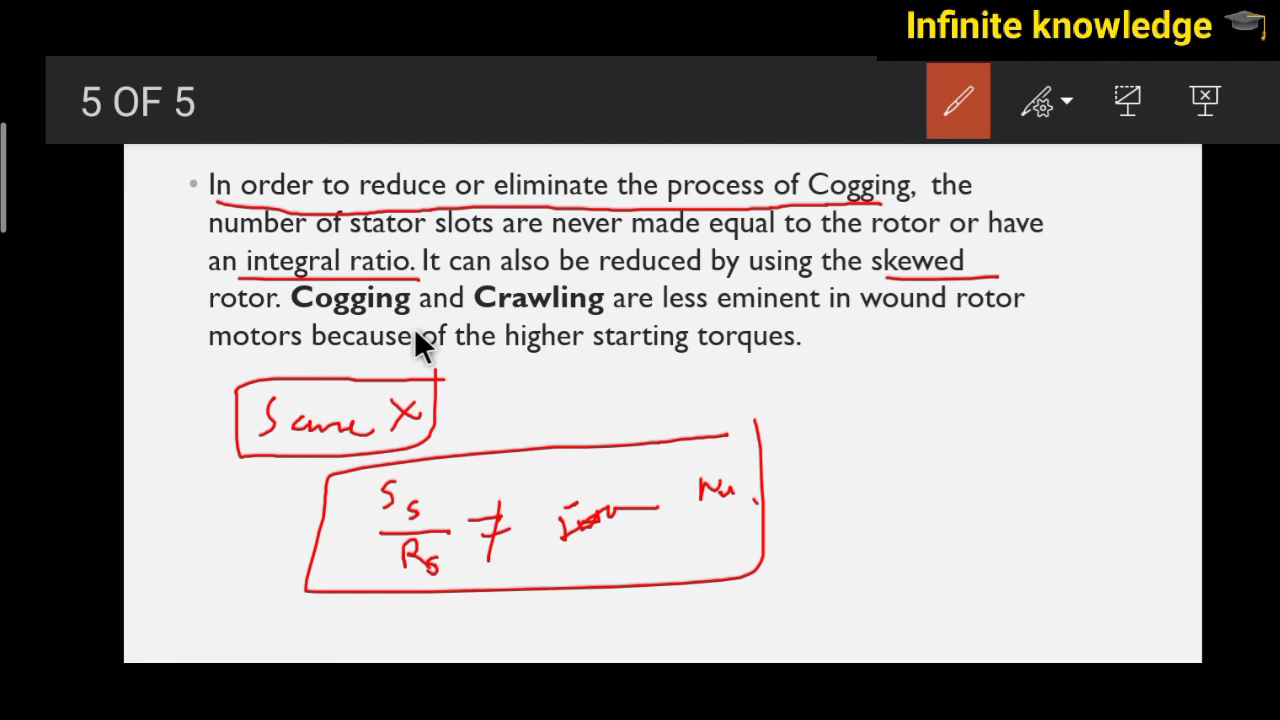 Infinite knowledge
5 OF 5
In order to reduce or eliminate the process of Cogging, the
number of stator slots are never made equal to the rotor or have
an integral ratio. It can also be reduced by using the skewed
rotor. Cogging and Crawling are less eminent in wound rotor
motors because of the higher starting torques.
Same X
Ss
Rs ≠